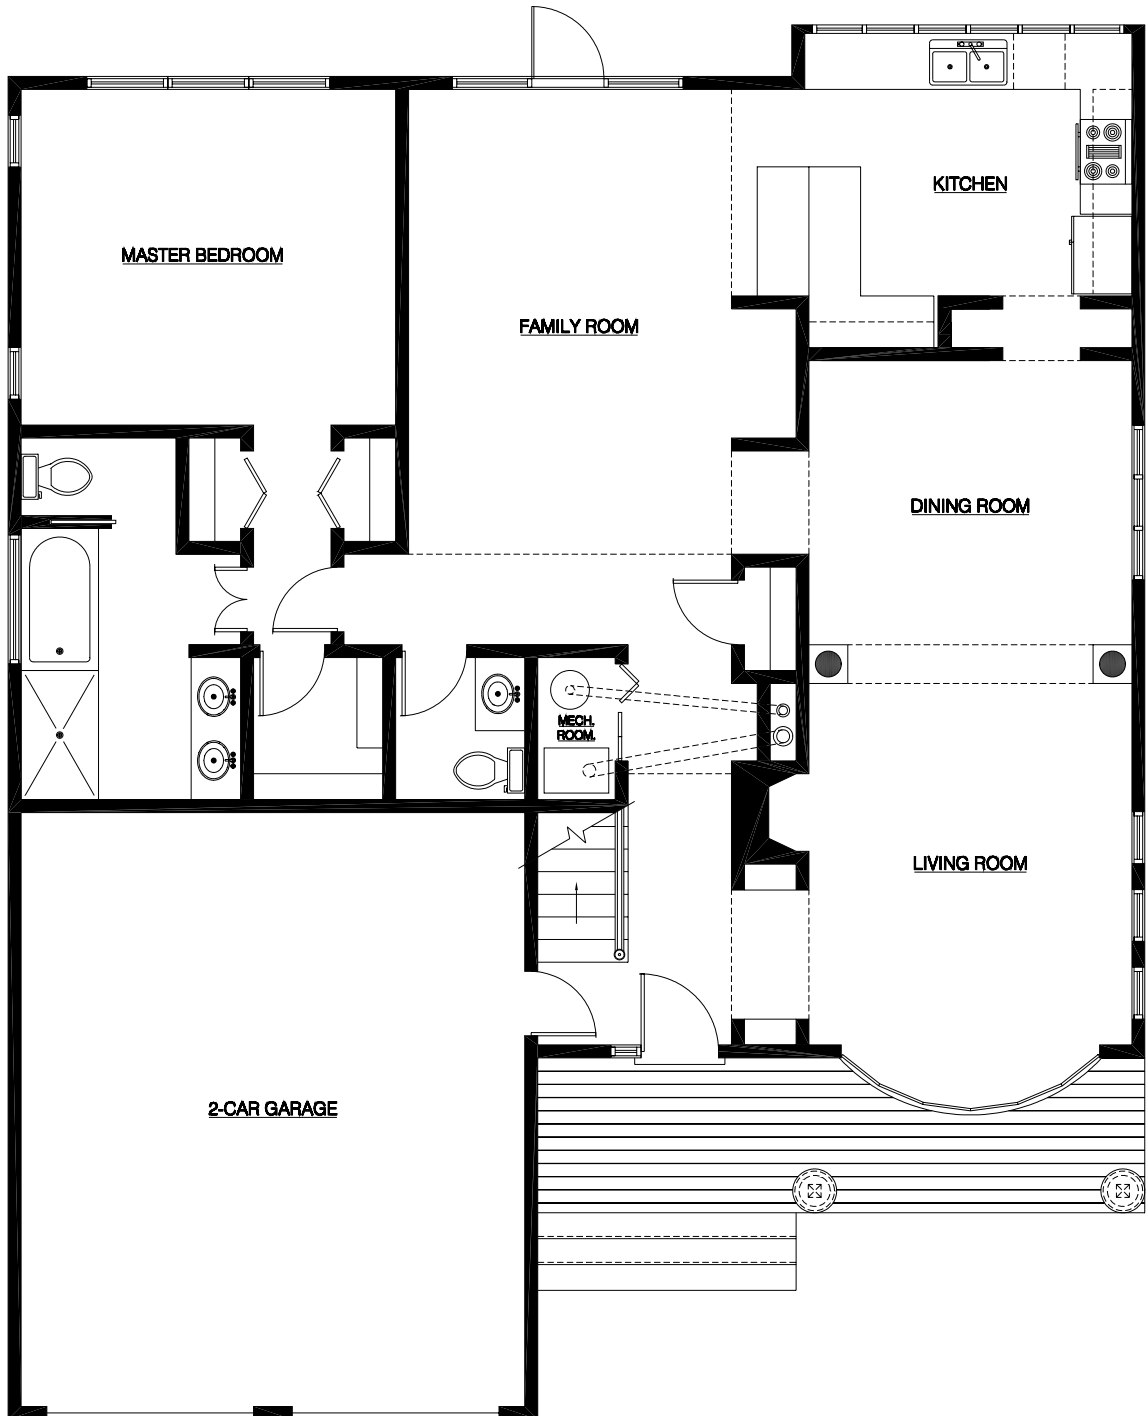 KITCHEN
MASTER BEDROOM
FAMILY ROOM
DINING ROOM
MECH.
ROOM.
LIVING ROOM
2-CAR GARAGE